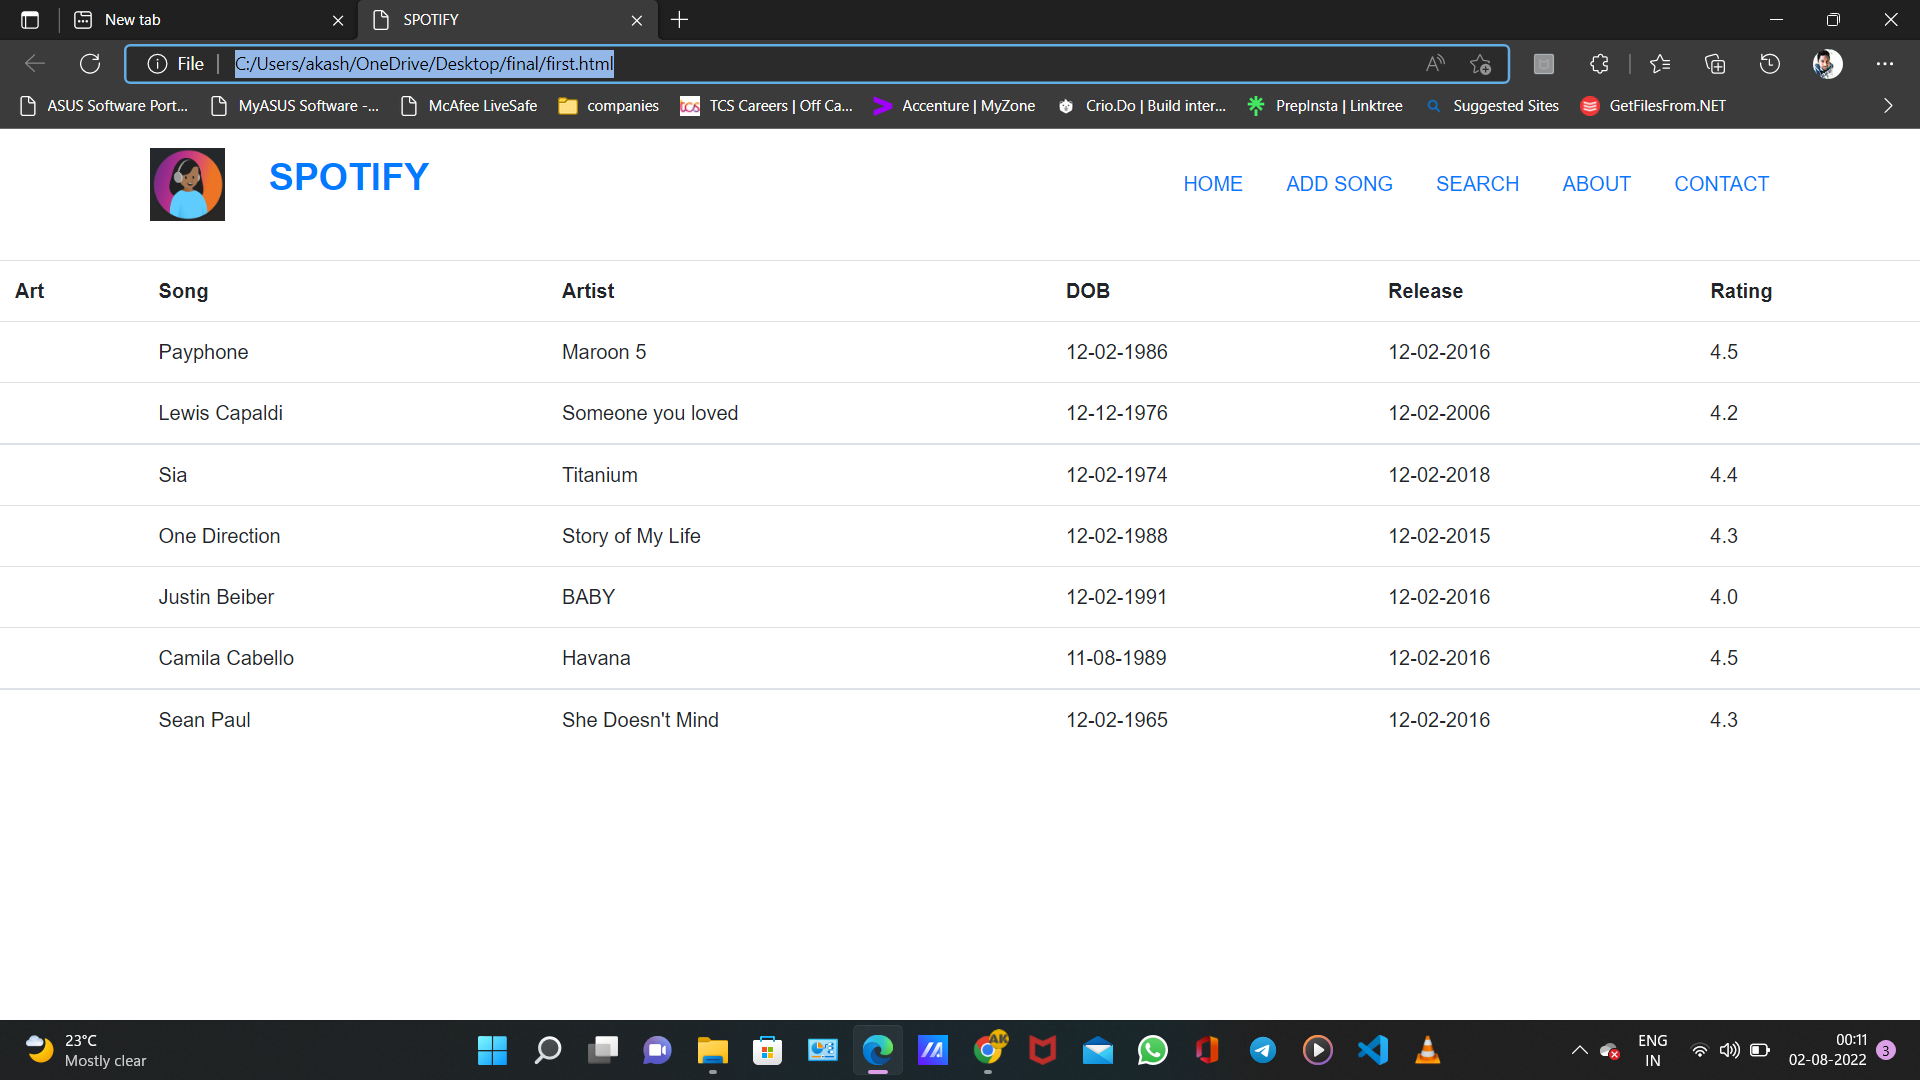 New tab
SPOTIFY
File
C:/Users/akash/OneDrive/Desktop/final/first.html
ASUS Software Port... MyASUS Software -... McAfee LiveSafe companies TCS Careers | Off Ca... Accenture | MyZone Crio.Do | Build inter... PrepInsta | Linktree Suggested Sites GetFilesFrom.NET
SPOTIFY
HOME ADD SONG SEARCH ABOUT CONTACT
Art Song Artist DOB Release Rating
Payphone Maroon 5 12-02-1986 12-02-2016 4.5
Lewis Capaldi Someone you loved 12-12-1976 12-02-2006 4.2
Sia Titanium 12-02-1974 12-02-2018 4.4
One Direction Story of My Life 12-02-1988 12-02-2015 4.3
Justin Beiber BABY 12-02-1991 12-02-2016 4.0
Camila Cabello Havana 11-08-1989 12-02-2016 4.5
Sean Paul She Doesn't Mind 12-02-1965 12-02-2016 4.3
23°C
Mostly clear
AK
ENG
IN
00:11
02-08-2022
3